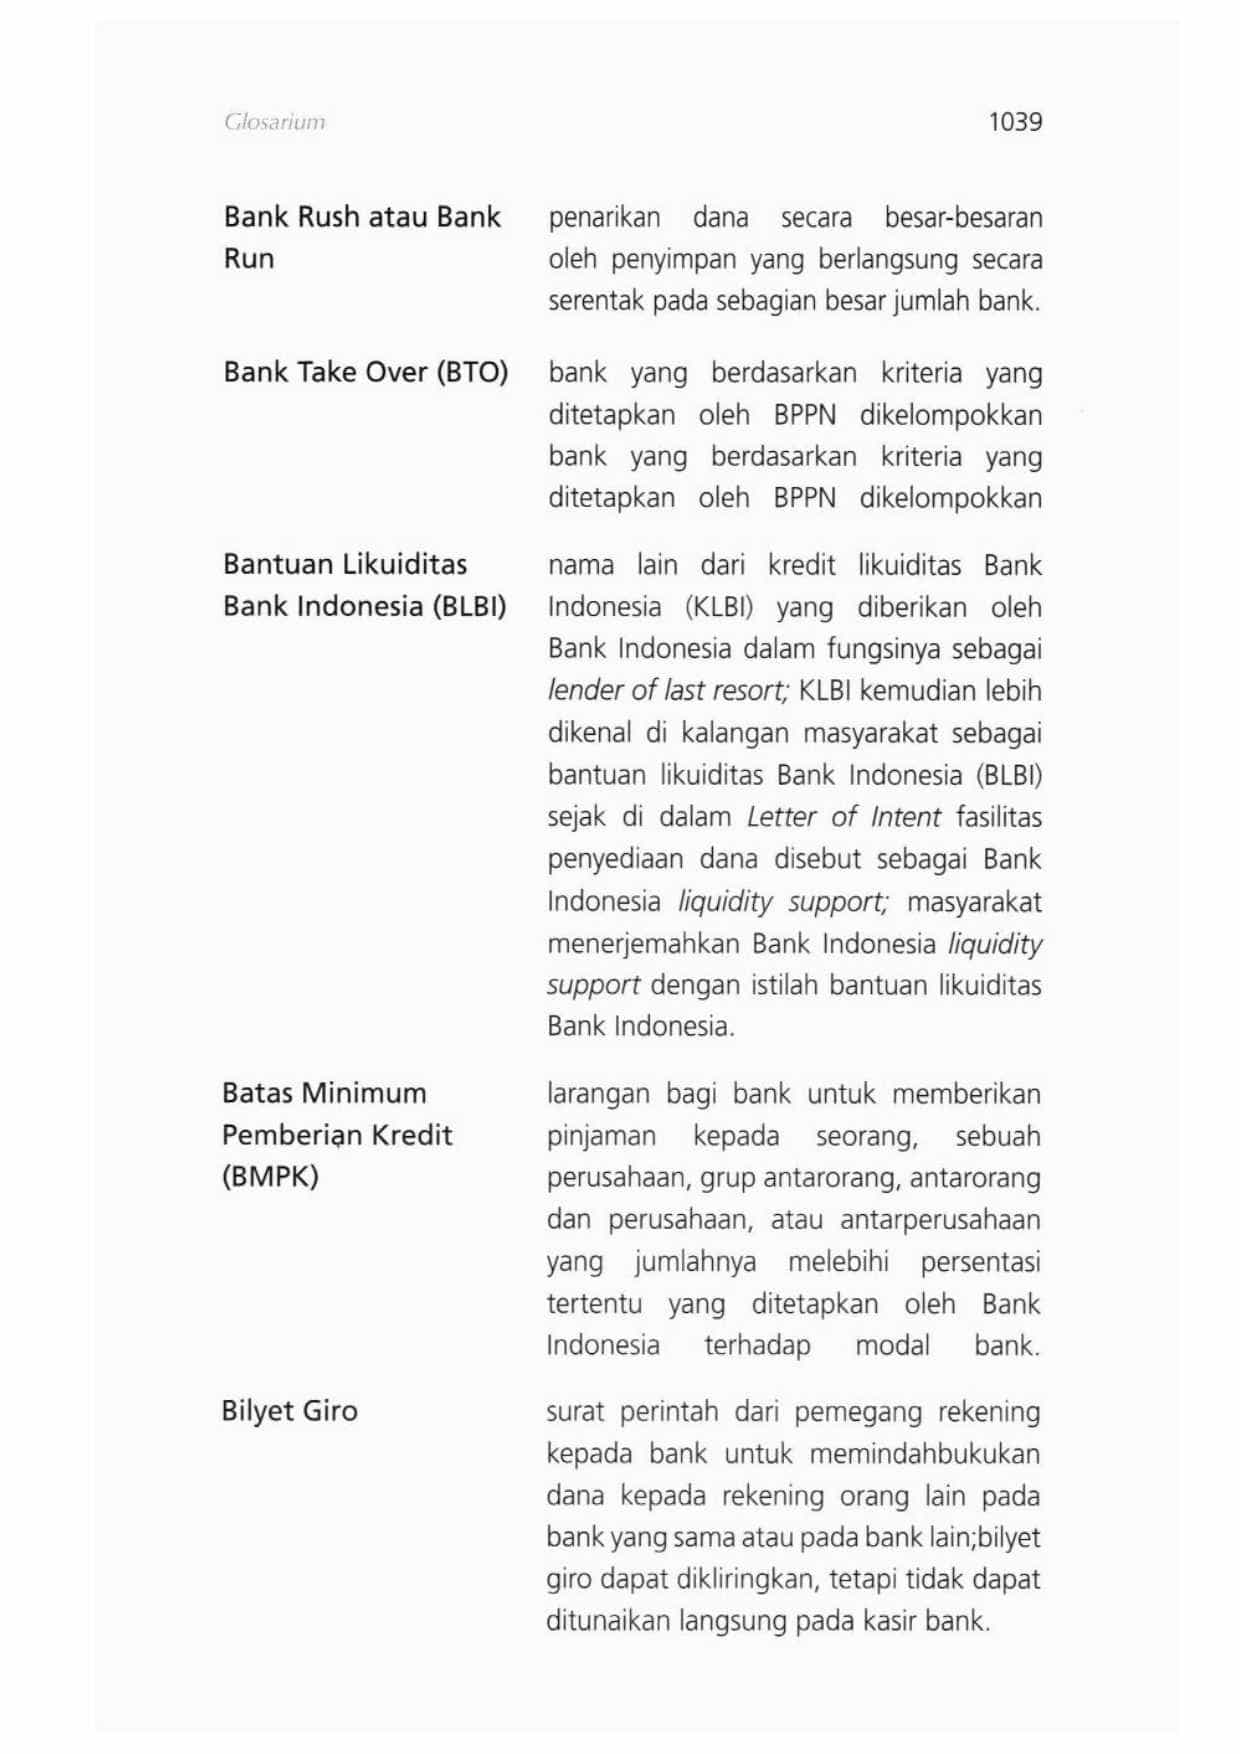 Glosarium 1039
Bank Rush atau Bank Run
penarikan dana secara besar-besaran
oleh penyimpan yang berlangsung secara
serentak pada sebagian besar jumlah bank.
Bank Take Over (BTO)
bank yang berdasarkan kriteria yang
ditetapkan oleh BPPN dikelompokkan
bank yang berdasarkan kriteria yang
ditetapkan oleh BPPN dikelompokkan
Bantuan Likuiditas
Bank Indonesia (BLBI)
nama lain dari kredit likuiditas Bank
Indonesia (KLBI) yang diberikan oleh
Bank Indonesia dalam fungsinya sebagai
lender of last resort; KLBI kemudian lebih
dikenal di kalangan masyarakat sebagai
bantuan likuiditas Bank Indonesia (BLBI)
sejak di dalam Letter of Intent fasilitas
penyediaan dana disebut sebagai Bank
Indonesia liquidity support; masyarakat
menerjemahkan Bank Indonesia liquidity
support dengan istilah bantuan likuiditas
Bank Indonesia.
Batas Minimum
Pemberian Kredit
(BMPK)
larangan bagi bank untuk memberikan
pinjaman kepada seorang, sebuah
perusahaan, grup antarorang, antarorang
dan perusahaan, atau antarperusahaan
yang jumlahnya melebihi persentasi
tertentu yang ditetapkan oleh Bank
Indonesia terhadap modal bank.
Bilyet Giro
surat perintah dari pemegang rekening
kepada bank untuk memindahbukukan
dana kepada rekening orang lain pada
bank yang sama atau pada bank lain;bilyet
giro dapat dikliringkan, tetapi tidak dapat
ditunaikan langsung pada kasir bank.